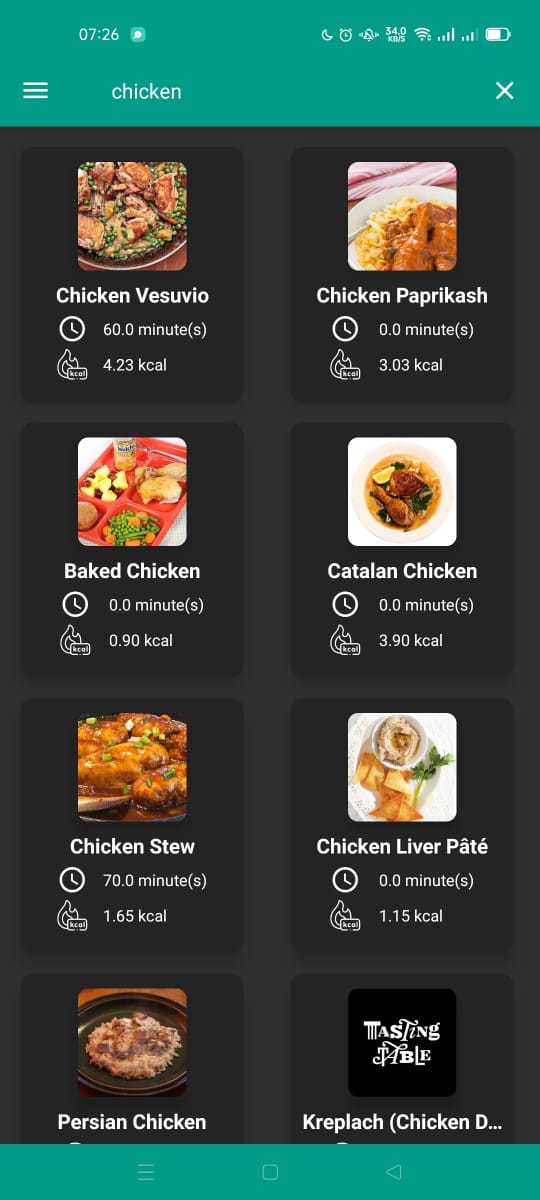 07:26
34.0
KB/S
chicken
Chicken Vesuvio
60.0 minute(s)
kcal
4.23 kcal
Chicken Paprikash
0.0 minute(s)
kcal
3.03 kcal
Baked Chicken
0.0 minute(s)
kcal
0.90 kcal
Catalan Chicken
0.0 minute(s)
kcal
3.90 kcal
Chicken Stew
70.0 minute(s)
kcal
1.65 kcal
Chicken Liver Pâté
0.0 minute(s)
kcal
1.15 kcal
Persian Chicken
TASTING
TABLE
Kreplach (Chicken D...